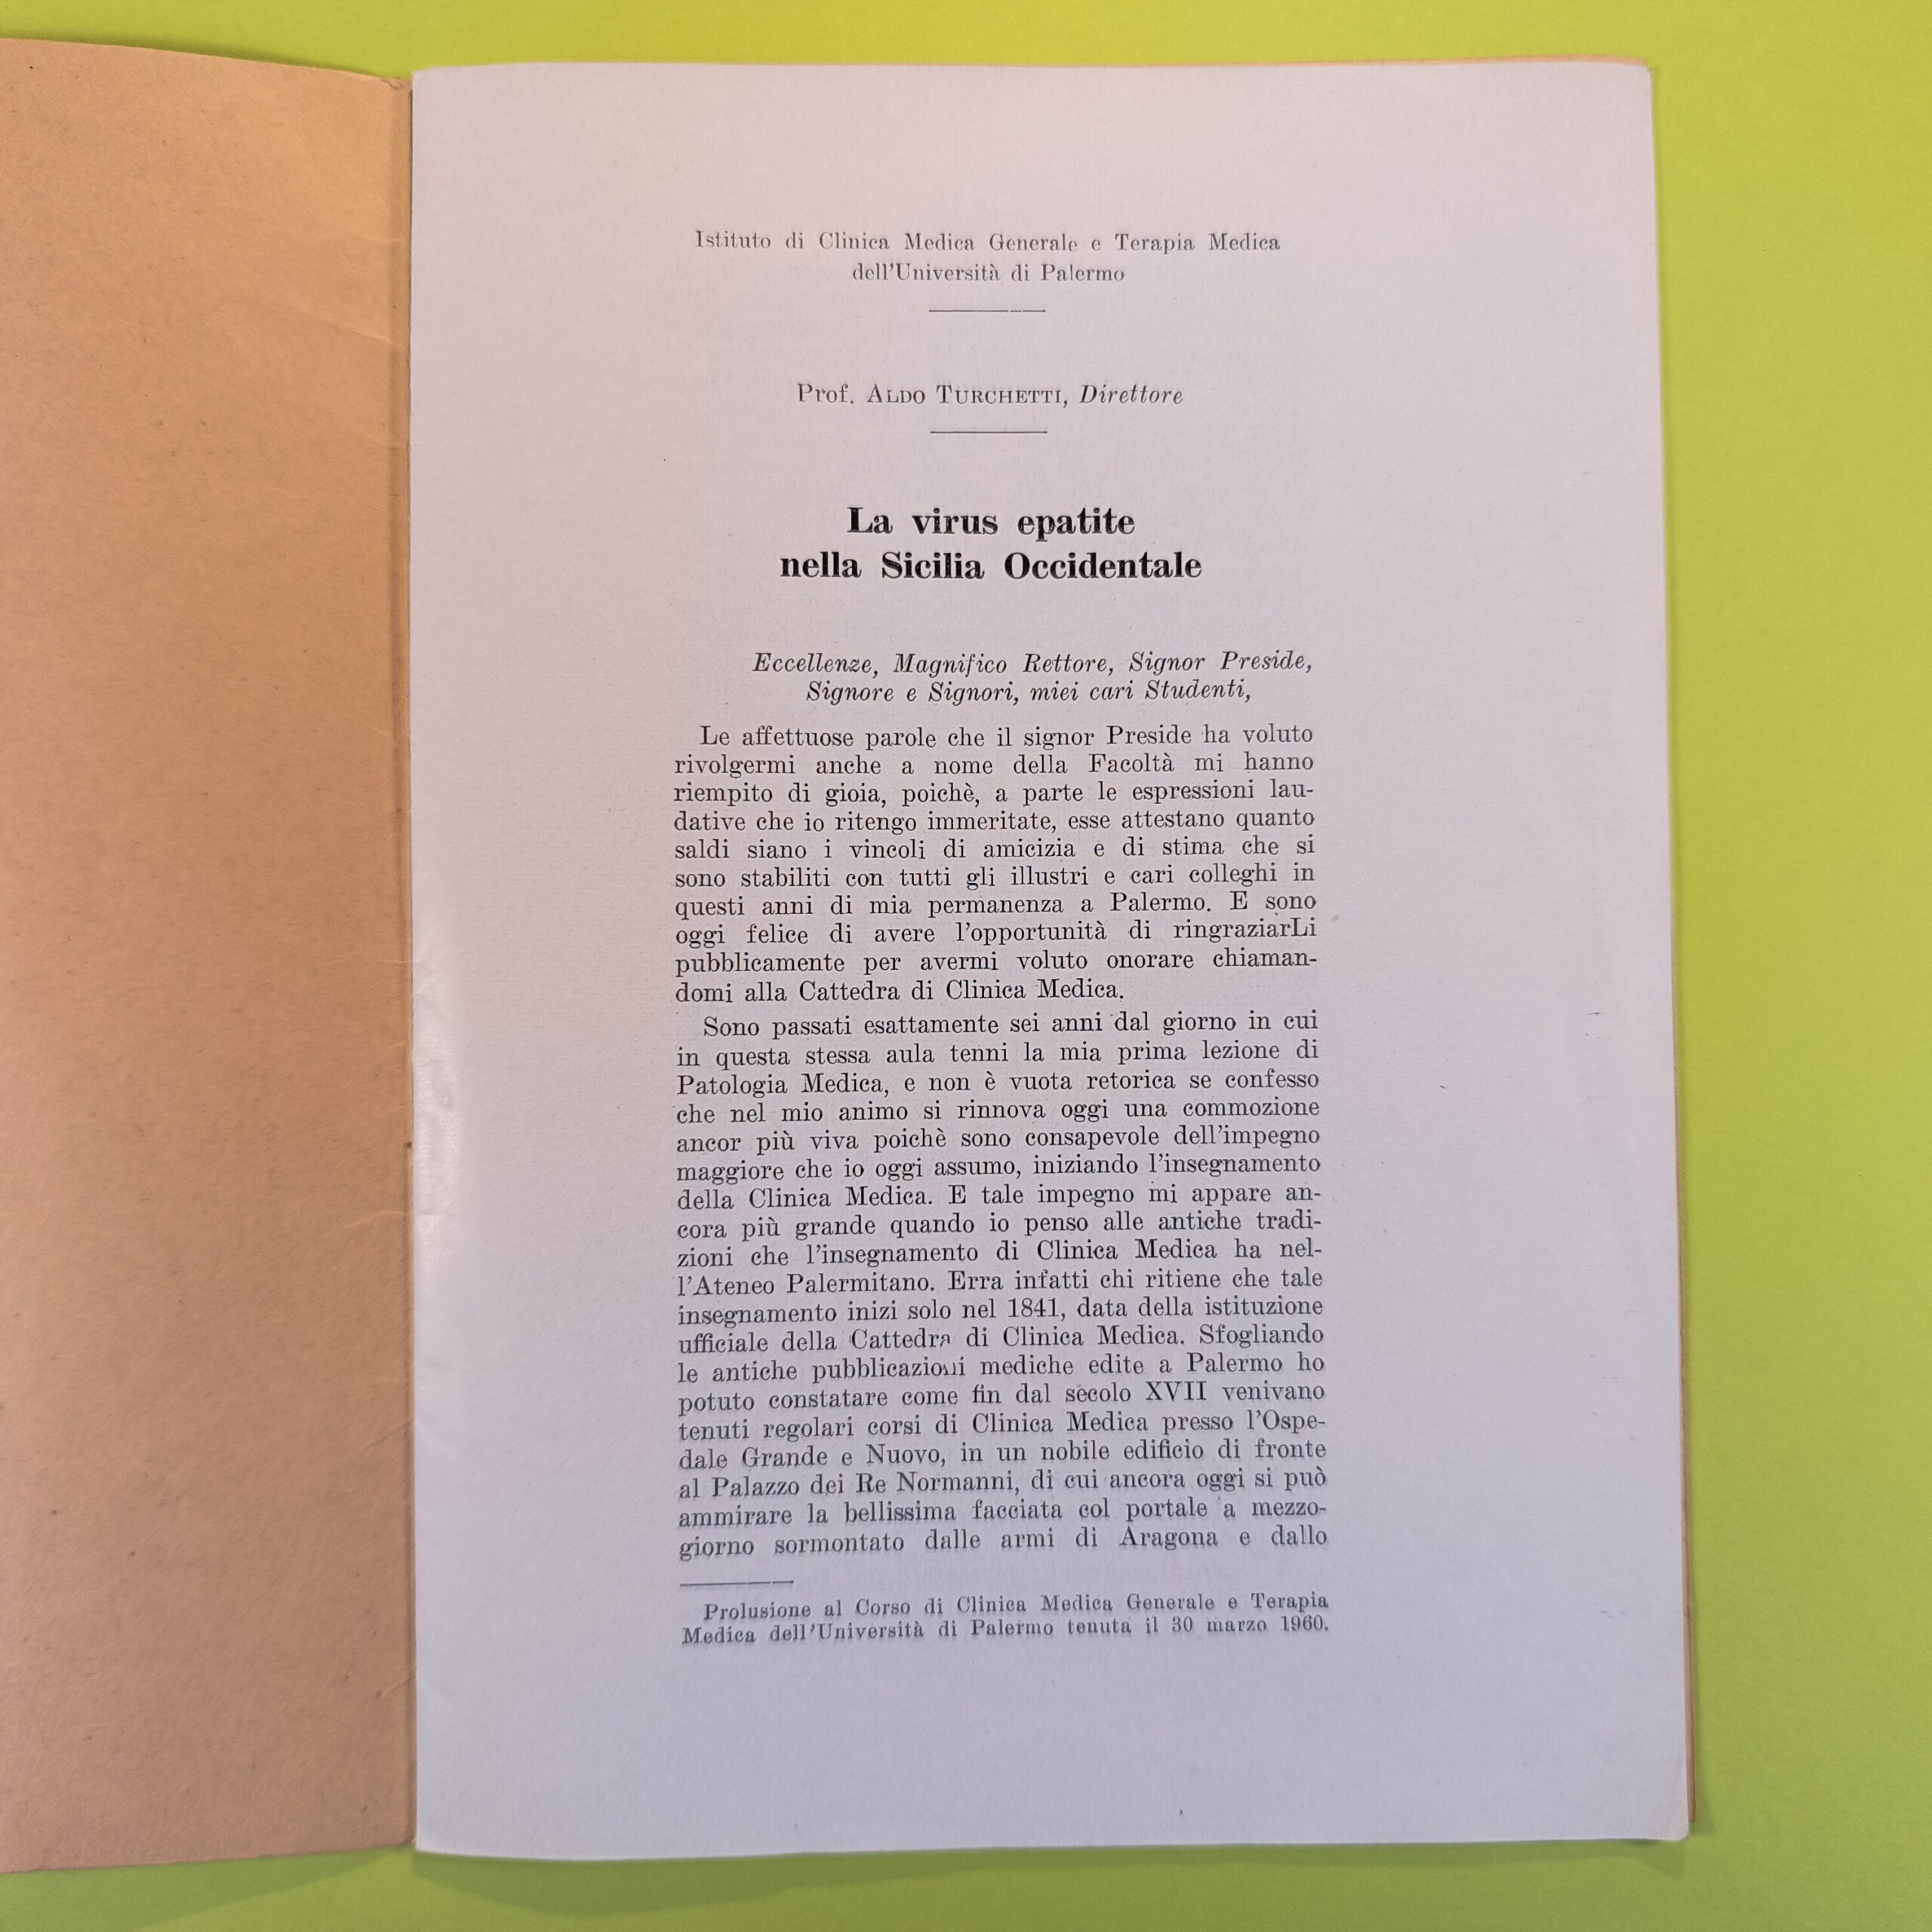 Istituto di Clinica Medica Generale e Terapia Medica
dell'Università di Palermo
Prof. ALDO TURCHETTI, Direttore
La virus epatite
nella Sicilia Occidentale
Eccellenze, Magnifico Rettore, Signor Preside,
Signore e Signori, miei cari Studenti,
Le affettuose parole che il signor Preside ha voluto
rivolgermi anche a nome della Facoltà mi hanno
riempito di gioia, poichè, a parte le espressioni lau-
dative che io ritengo immeritate, esse attestano quanto
saldi siano i vincoli di amicizia e di stima che si
sono stabiliti con tutti gli illustri e cari colleghi in
questi anni di mia permanenza a Palermo. E sono
oggi felice di avere l'opportunità di ringraziarLi
pubblicamente per avermi voluto onorare chiaman-
domi alla Cattedra di Clinica Medica.
Sono passati esattamente sei anni dal giorno in cui
in questa stessa aula tenni la mia prima lezione di
Patologia Medica, e non è vuota retorica se confesso
che nel mio animo si rinnova oggi una commozione
ancor più viva poichè sono consapevole dell'impegno
maggiore che io oggi assumo, iniziando l'insegnamento
della Clinica Medica. E tale impegno mi appare an-
cora più grande quando io penso alle antiche tradi-
zioni che l'insegnamento di Clinica Medica ha nel-
l'Ateneo Palermitano. Erra infatti chi ritiene che tale
insegnamento inizi solo nel 1841, data della istituzione
ufficiale della Cattedra di Clinica Medica. Sfogliando
le antiche pubblicazioni mediche edite a Palermo ho
potuto constatare come fin dal secolo XVII venivano
tenuti regolari corsi di Clinica Medica presso l'Ospe-
dale Grande e Nuovo, in un nobile edificio di fronte
al Palazzo dei Re Normanni, di cui ancora oggi si può
ammirare la bellissima facciata col portale a mezzo-
giorno sormontato dalle armi di Aragona e dallo
Prolusione al Corso di Clinica Medica Generale e Terapia
Medica dell'Università di Palermo tenuta il 30 marzo 1960.